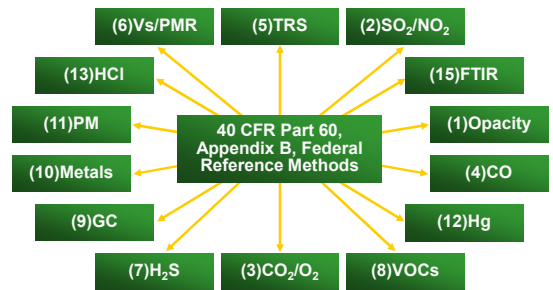 (6)Vs/PMR
(5)TRS
(2)SO₂/NO₂
(13)HCl
(15)FTIR
(11)PM
40 CFR Part 60,
Appendix B, Federal
Reference Methods
(1)Opacity
(10)Metals
(4)CO
(9)GC
(12)Hg
(7)H₂S
(3)CO₂/O₂
(8)VOCs